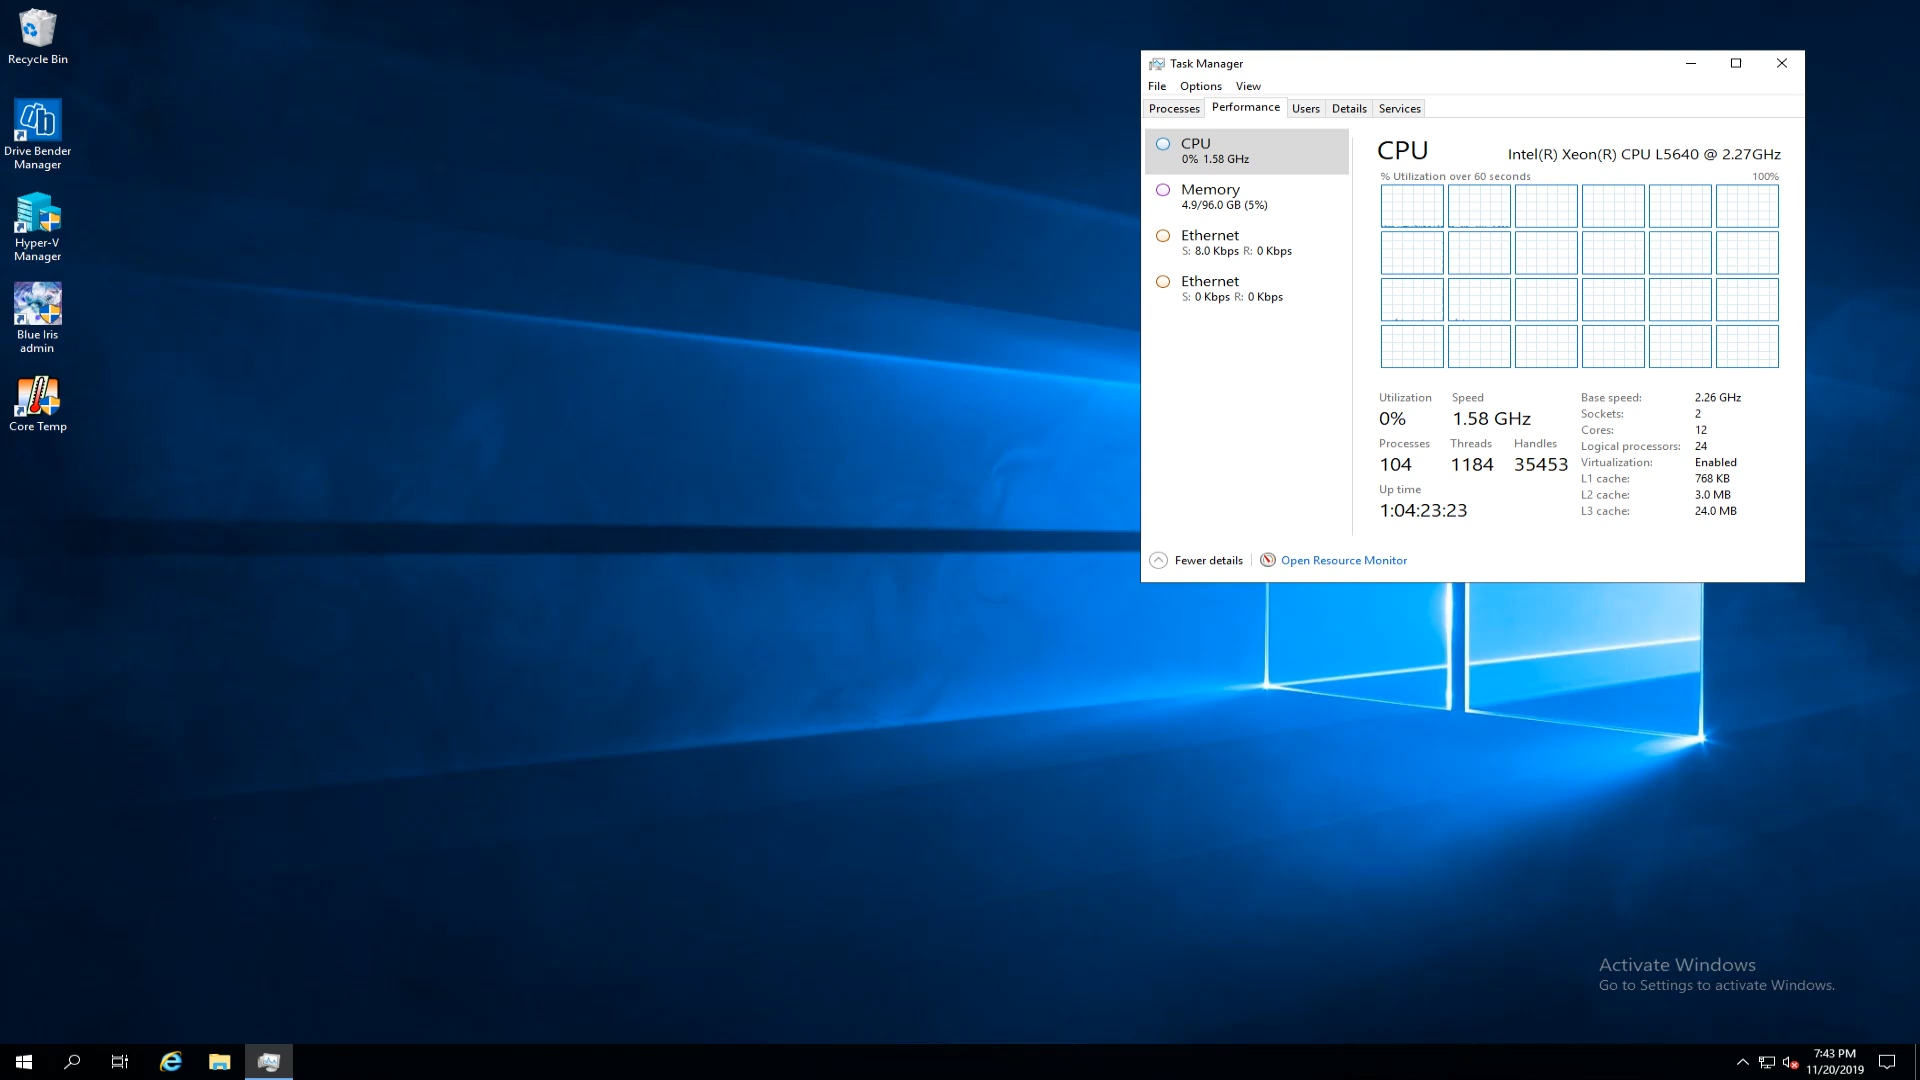 Recycle Bin
Drive Bender
Manager
Hyper-V
Manager
Blue Iris
admin
Core Temp
Task Manager
File Options View
Processes Performance Users Details Services
CPU
0% 1.58 GHz
Memory
4.9/96.0 GB (5%)
Ethernet
S: 8.0 Kbps R: 0 Kbps
Ethernet
S: 0 Kbps R: 0 Kbps
CPU Intel(R) Xeon(R) CPU L5640 @ 2.27GHz
% Utilization over 60 seconds 100%
Utilization Speed
0% 1.58 GHz
Processes Threads Handles
104 1184 35453
Up time
1:04:23:23
Base speed: 2.26 GHz
Sockets: 2
Cores: 12
Logical processors: 24
Virtualization: Enabled
L1 cache: 768 KB
L2 cache: 3.0 MB
L3 cache: 24.0 MB
Fewer details Open Resource Monitor
Activate Windows
Go to Settings to activate Windows.
7:43 PM
11/20/2019